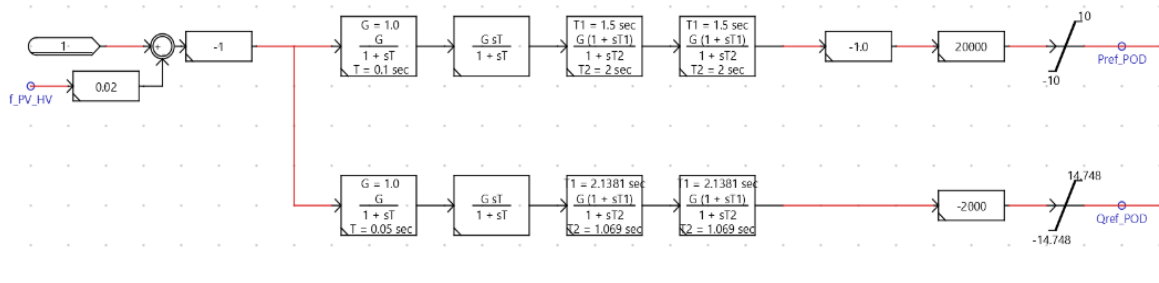 1
+
-1
0.02
f_PV_HV
G = 1.0
G
1 + sT
T = 0.1 sec
G sT
1 + sT
T1 = 1.5 sec
G (1 + sT1)
1 + sT2
T2 = 2 sec
T1 = 1.5 sec
G (1 + sT1)
1 + sT2
T2 = 2 sec
-1.0
20000
10
-10
Pref_POD
G = 1.0
G
1 + sT
T = 0.05 sec
G sT
1 + sT
T1 = 2.1381 sec
G (1 + sT1)
1 + sT2
T2 = 1.069 sec
T1 = 2.1381 sec
G (1 + sT1)
1 + sT2
T2 = 1.069 sec
-2000
14.748
-14.748
Qref_POD